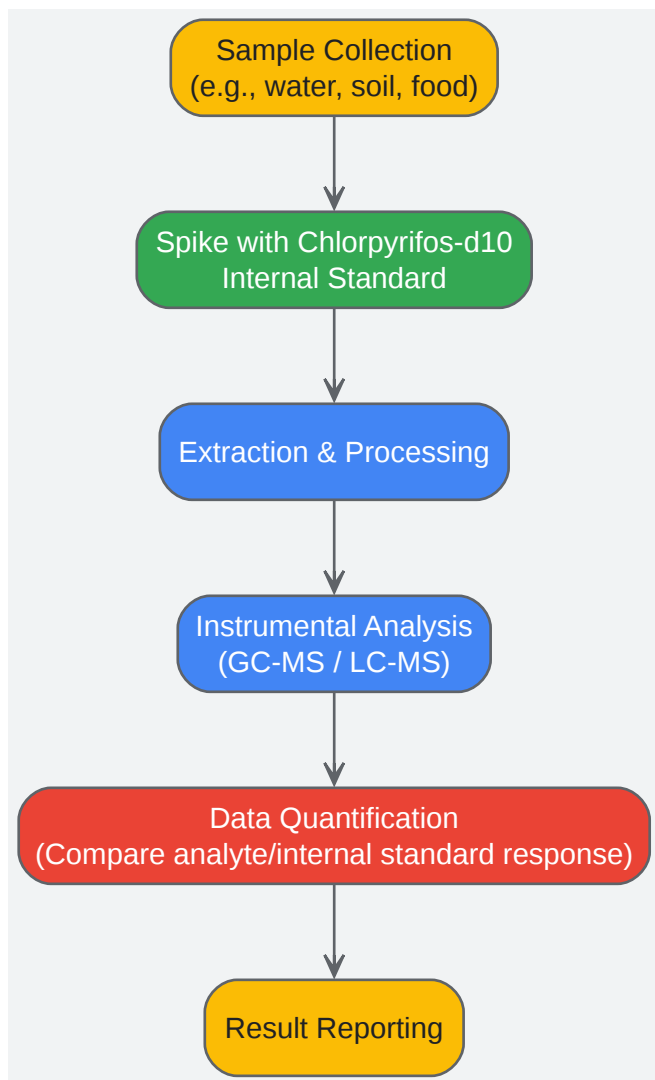 Sample Collection
(e.g., water, soil, food)
Spike with Chlorpyrifos-d10
Internal Standard
Extraction & Processing
Instrumental Analysis
(GC-MS / LC-MS)
Data Quantification
(Compare analyte/internal standard response)
Result Reporting